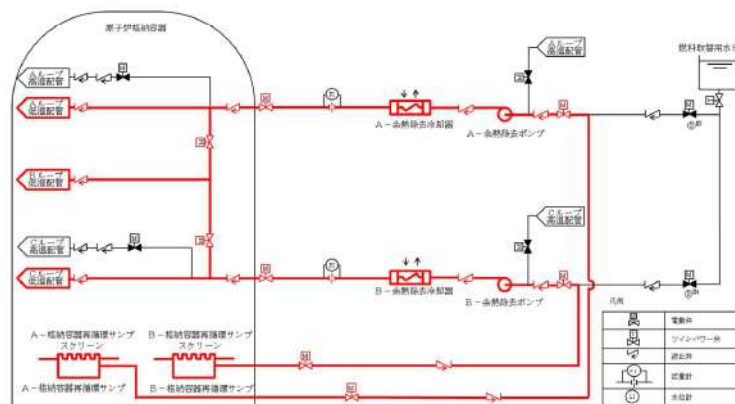 原子炉格納容器
Aループ
高温配管
燃料取替用水
Aループ
高温配管
M
M
Aループ
低温配管
FI
M
M
A-余熱除去冷却器
A-余熱除去ポンプ
M
M
Bループ
低温配管
Cループ
高温配管
Cループ
高温配管
M
M
Cループ
低温配管
FI
M
M
B-余熱除去冷却器
B-余熱除去ポンプ
凡例
電動弁
ツインパワー弁
逆止弁
流量計
LI
水位計
A-格納容器再循環サンプ
スクリーン
B-格納容器再循環サンプ
スクリーン
M
M
A-格納容器再循環サンプ
B-格納容器再循環サンプ